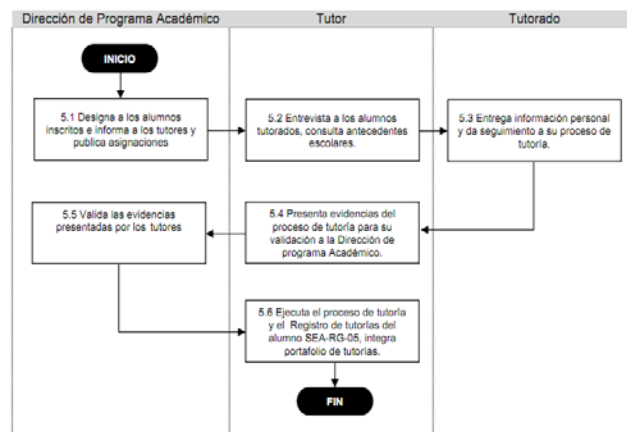 Dirección de Programa Académico
Tutor
Tutorado
INICIO
5.1 Designa a los alumnos
inscritos e informa a los tutores y
publica asignaciones
5.2 Entrevista a los alumnos
tutorados, consulta antecedentes
escolares.
5.3 Entrega información personal
y da seguimiento a su proceso de
tutoría.
5.5 Valida las evidencias
presentadas por los tutores
5.4 Presenta evidencias del
proceso de tutoría para su
validación a la Dirección de
programa Académico.
5.6 Ejecuta el proceso de tutoría
y el Registro de tutorías del
alumno SEA-RG-05, integra
portafolio de tutorías.
FIN